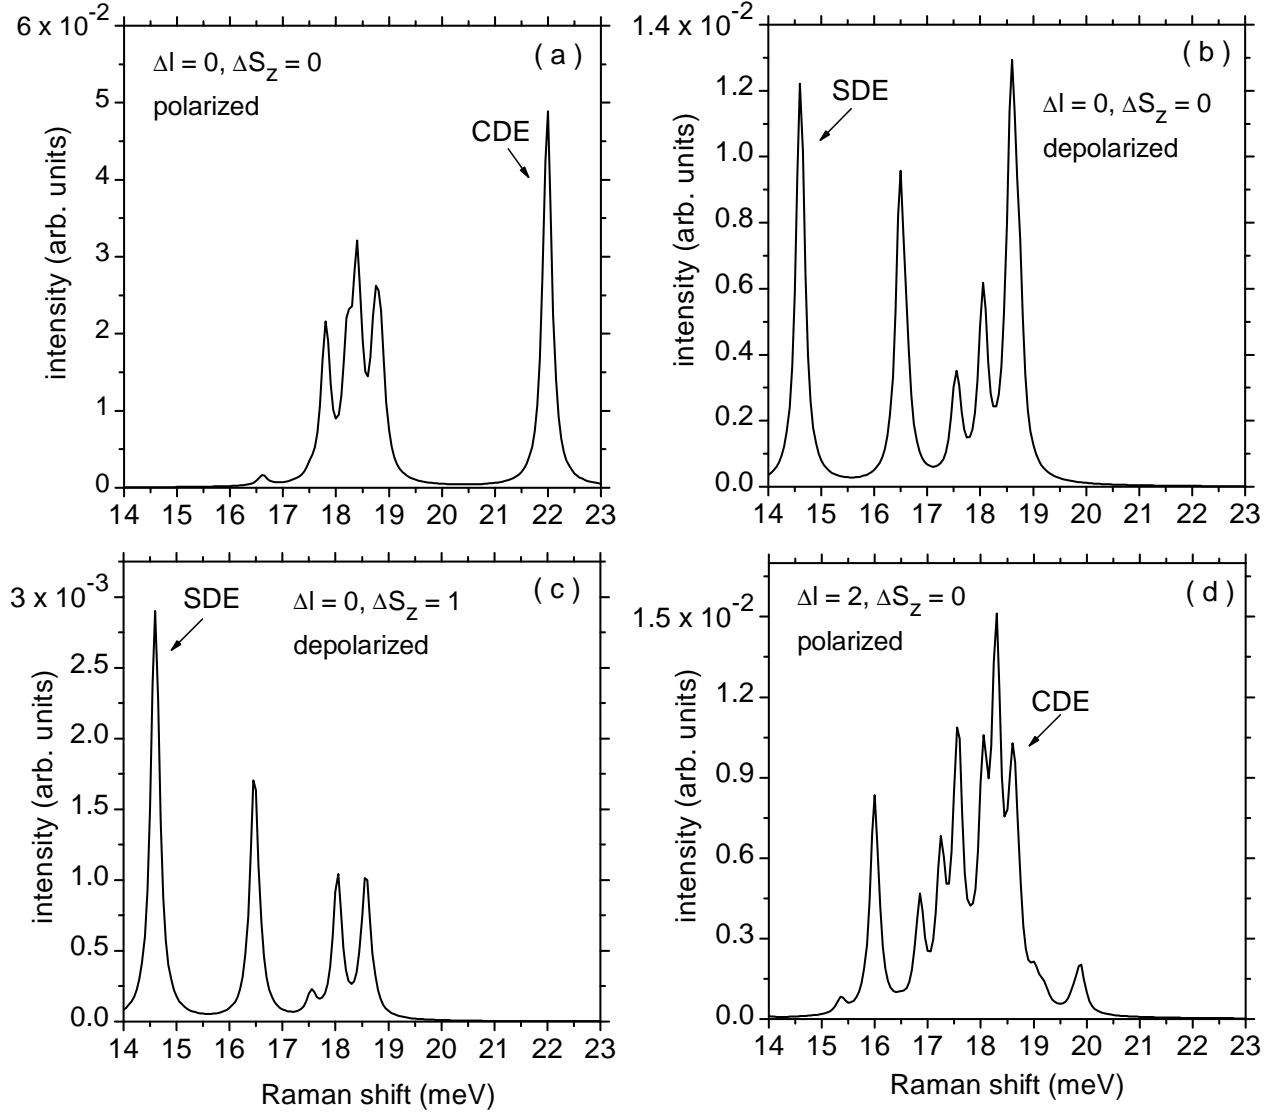 6 x 10-2
5
4
3
2
1
0
intensity (arb. units)
Δl = 0, ΔSz = 0
polarized
( a )
CDE
14 15 16 17 18 19 20 21 22 23
1.4 x 10-2
1.2
1.0
0.8
0.6
0.4
0.2
0.0
intensity (arb. units)
( b )
SDE
Δl = 0, ΔSz = 0
depolarized
14 15 16 17 18 19 20 21 22 23
3 x 10-3
2.5
2.0
1.5
1.0
0.5
0.0
intensity (arb. units)
SDE
Δl = 0, ΔSz = 1
depolarized
( c )
14 15 16 17 18 19 20 21 22 23
Raman shift (meV)
1.5 x 10-2
1.2
0.9
0.6
0.3
0.0
intensity (arb. units)
Δl = 2, ΔSz = 0
polarized
( d )
CDE
14 15 16 17 18 19 20 21 22 23
Raman shift (meV)